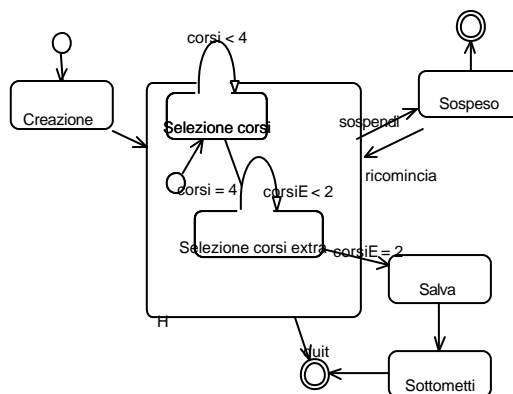 corsi < 4
Creazione
Selezione corsi
Sospeso
sospendi
ricomincia
corsi = 4
corsiE < 2
Selezione corsi extra
corsiE = 2
Salva
H
quit
Sottometti